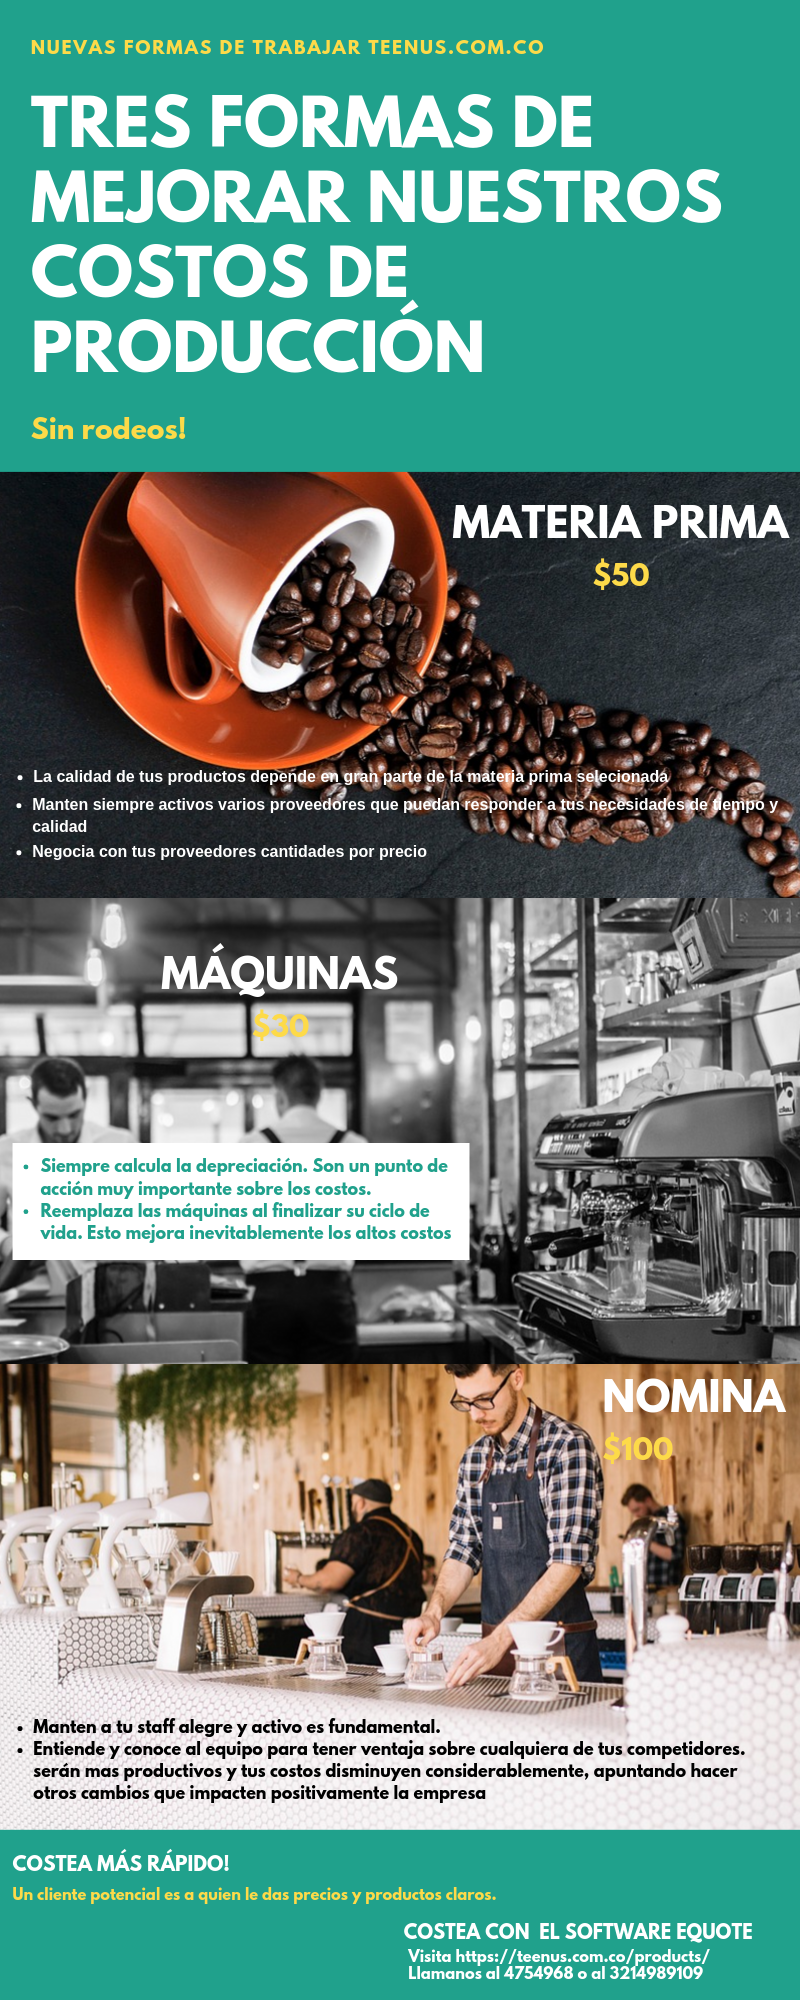 NUEVAS FORMAS DE TRABAJAR TEENUS.COM.CO
TRES FORMAS DE
MEJORAR NUESTROS
COSTOS DE
PRODUCCIÓN
Sin rodeos!
MATERIA PRIMA
$50
• La calidad de tus productos depende en gran parte de la materia prima selecionada
• Manten siempre activos varios proveedores que puedan responder a tus necesidades de tiempo y
calidad
• Negocia con tus proveedores cantidades por precio
MÁQUINAS
$30
• Siempre calcula la depreciación. Son un punto de
acción muy importante sobre los costos.
• Reemplaza las máquinas al finalizar su ciclo de
vida. Esto mejora inevitablemente los altos costos
NOMINA
$100
• Manten a tu staff alegre y activo es fundamental.
• Entiende y conoce al equipo para tener ventaja sobre cualquiera de tus competidores.
serán mas productivos y tus costos disminuyen considerablemente, apuntando hacer
otros cambios que impacten positivamente la empresa
COSTEA MÁS RÁPIDO!
Un cliente potencial es a quien le das precios y productos claros.
COSTEA CON EL SOFTWARE EQUOTE
Visita https://teenus.com.co/products/
Llamanos al 4754968 o al 3214989109